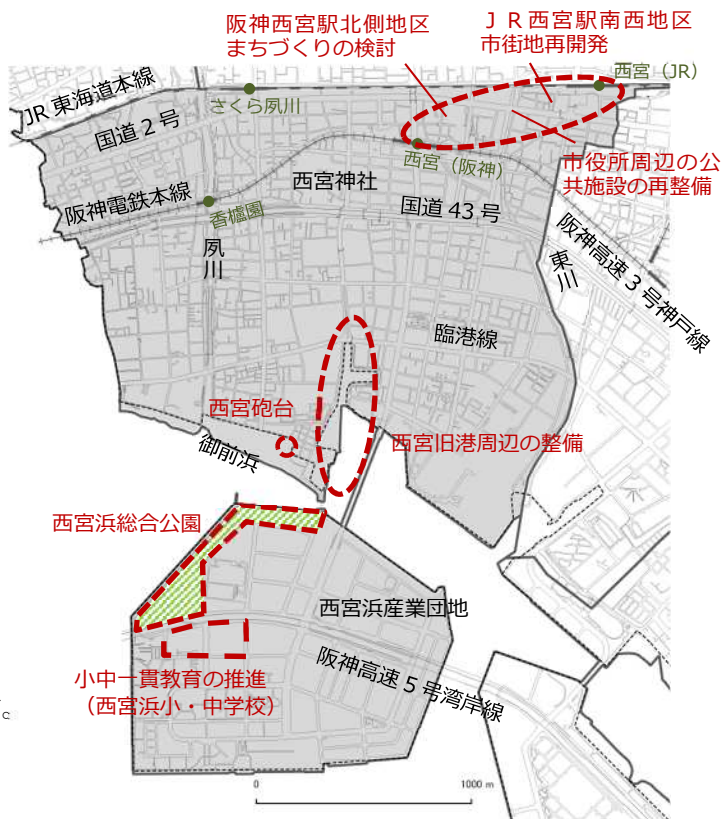 阪神西宮駅北側地区
まちづくりの検討
ＪＲ西宮駅南西地区
市街地再開発
西宮（JR）
JR東海道本線
さくら夙川
国道２号
西宮（阪神）
市役所周辺の公
共施設の再整備
西宮神社
阪神電鉄本線
香櫨園
国道43号
夙川
東川
阪神高速３号神戸線
臨港線
西宮砲台
御前浜
西宮旧港周辺の整備
西宮浜総合公園
西宮浜産業団地
小中一貫教育の推進
（西宮浜小・中学校）
阪神高速５号湾岸線
。
0
1000 m